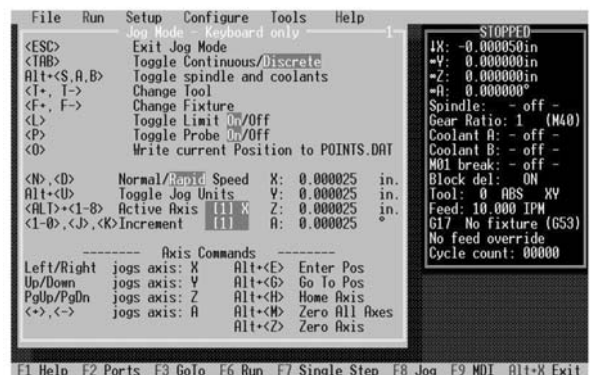 File Run Setup Configure Tools Help
Jog Mode - Keyboard only 1
<ESC> Exit Jog Mode
<TAB> Toggle Continuous/Discrete
Alt+<S,A,B> Toggle spindle and coolants
<T+, T-> Change Tool
<F+, F-> Change Fixture
<L> Toggle Limit On/Off
<P> Toggle Probe On/Off
<O> Write current Position to POINTS.DAT
<N>,<D> Normal/Rapid Speed X: 0.000025 in.
Alt+<U> Toggle Jog Units Y: 0.000025 in.
<ALT>+<1-8> Active Axis [1] X Z: 0.000025 in.
<1-0>,<J>,<K>Increment [1] A: 0.000025 °
-------- Axis Commands --------
Left/Right jogs axis: X Alt+<E> Enter Pos
Up/Down jogs axis: Y Alt+<G> Go To Pos
PgUp/PgDn jogs axis: Z Alt+<H> Home Axis
<+>,<-> jogs axis: A Alt+<M> Zero All Axes
Alt+<Z> Zero Axis
STOPPED
↓X: -0.000050in
=Y: 0.000000in
=Z: 0.000000in
=A: 0.000000°
Spindle: - off -
Gear Ratio: 1 (M40)
Coolant A: - off -
Coolant B: - off -
M01 break: - off -
Block del: ON
Tool: 0 ABS XY
Feed: 10.000 IPM
G17 No fixture (G53)
No feed override
Cycle count: 00000
F1 Help F2 Ports F3 GoTo F6 Run F7 Single Step F8 Jog F9 MDI Alt+X Exit